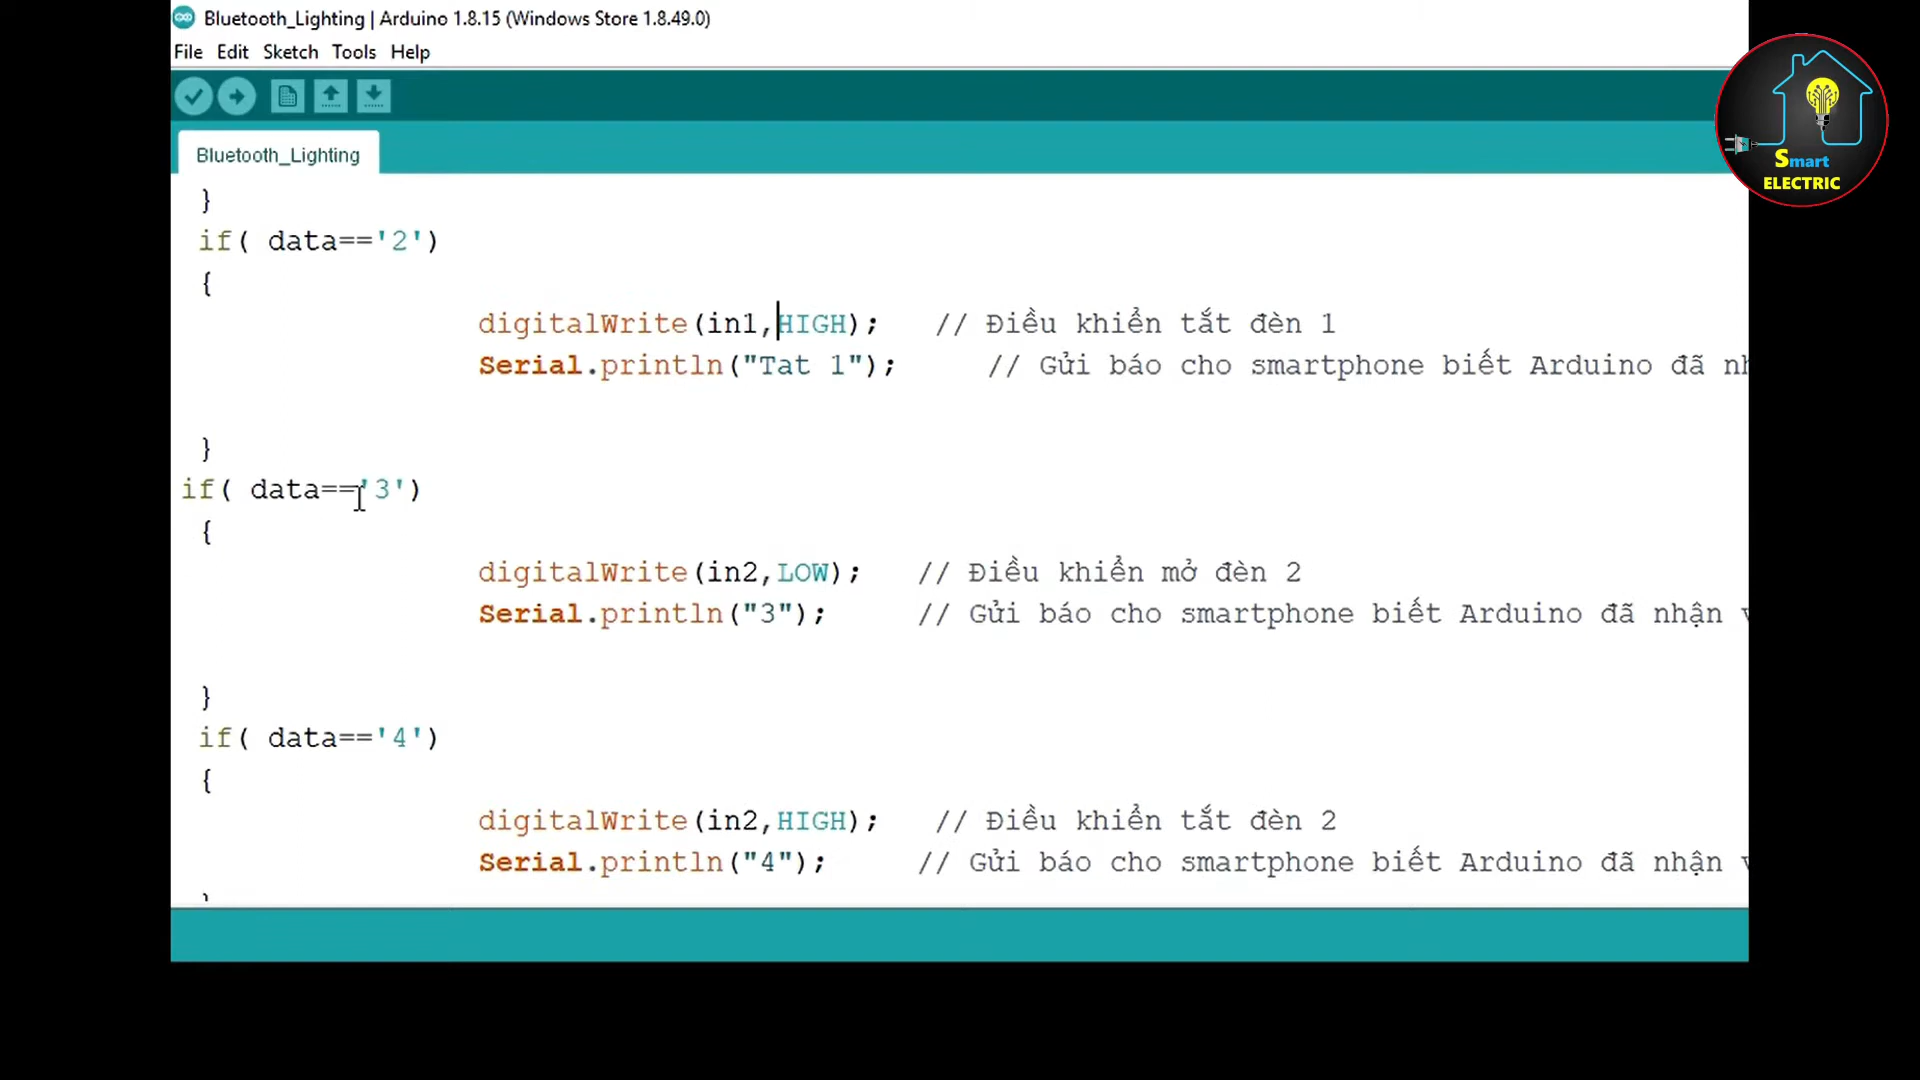 Bluetooth_Lighting | Arduino 1.8.15 (Windows Store 1.8.49.0)
File Edit Sketch Tools Help
Smart
ELECTRIC
Bluetooth_Lighting
}
if( data=='2')
{
digitalWrite(in1,HIGH); // Điều khiển tắt đèn 1
Serial.println("Tat 1"); // Gửi báo cho smartphone biết Arduino đã
}
if( data=='3')
{
digitalWrite(in2,LOW); // Điều khiển mở đèn 2
Serial.println("3"); // Gửi báo cho smartphone biết Arduino đã nhận
}
if( data=='4')
{
digitalWrite(in2,HIGH); // Điều khiển tắt đèn 2
Serial.println("4"); // Gửi báo cho smartphone biết Arduino đã nhận